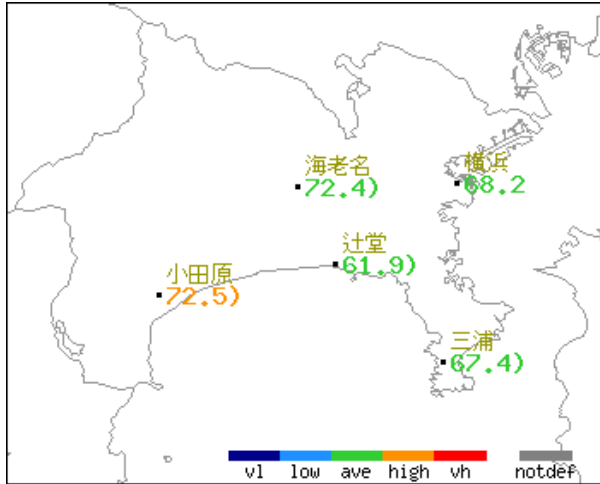 海老名
72.4)
横浜
68.2
辻堂
61.9)
小田原
72.5)
三浦
67.4)
vl low ave high vh notdef